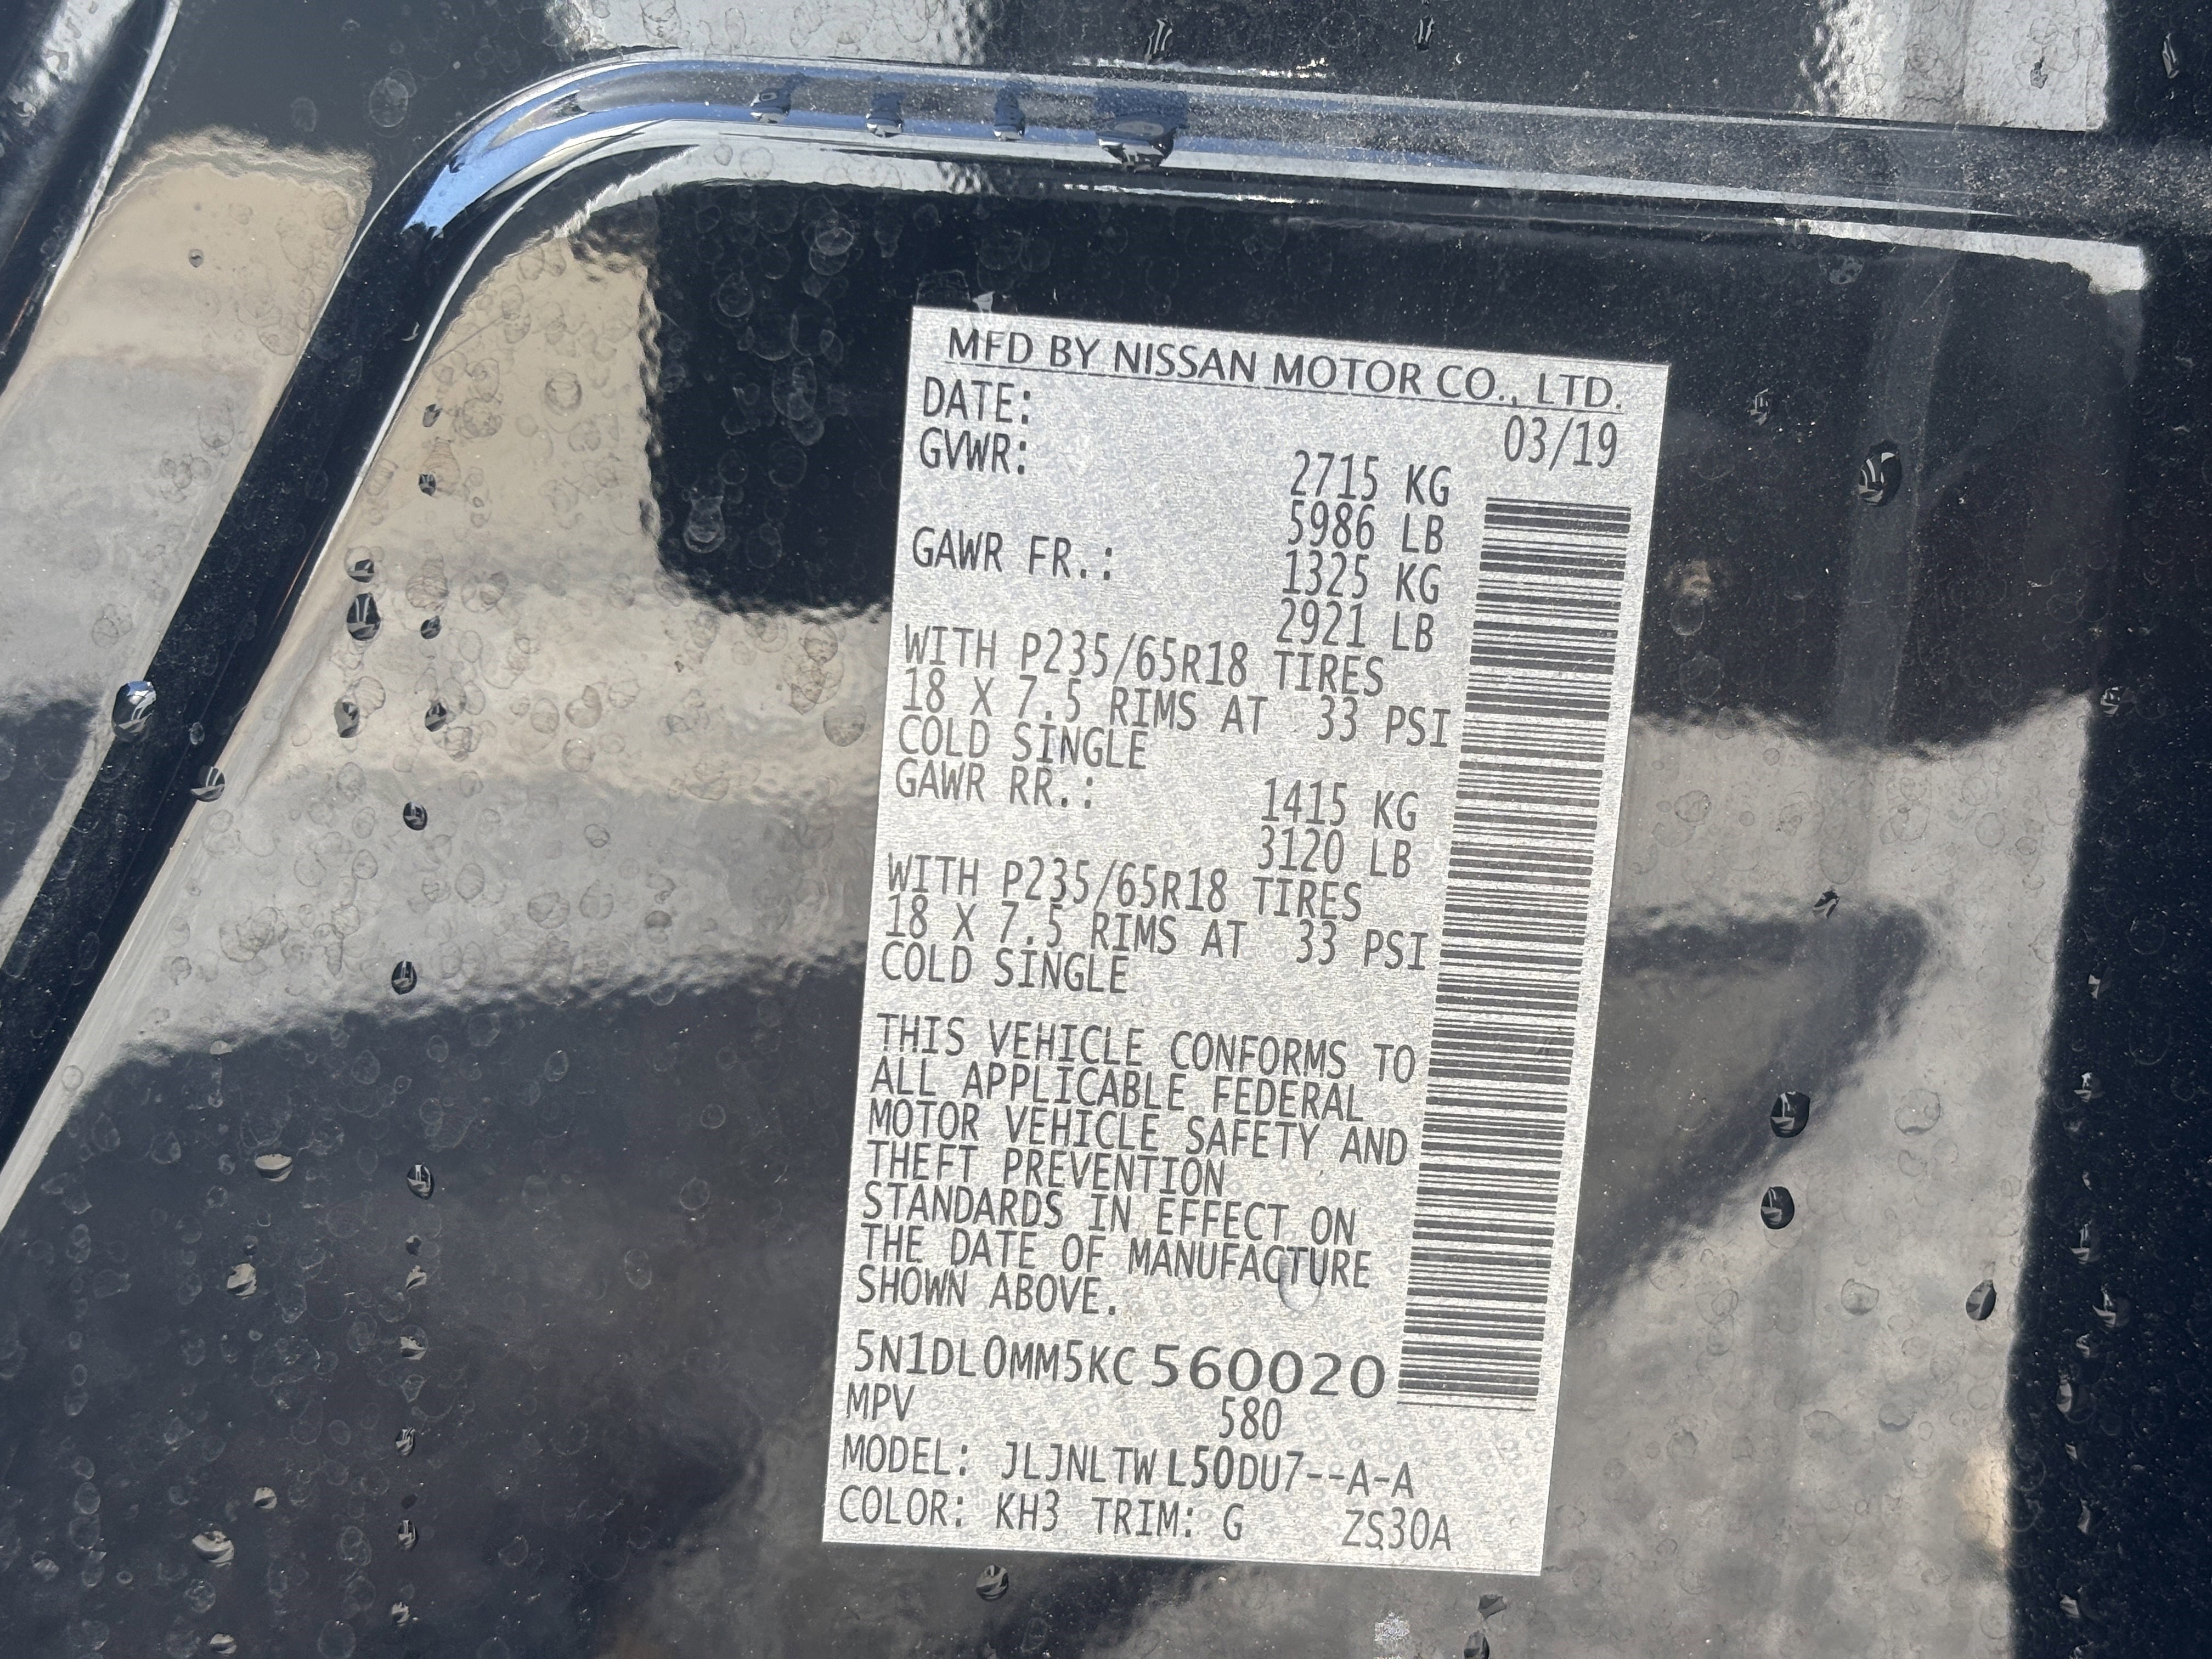 MFD BY NISSAN MOTOR CO., LTD.
DATE: 03/19
GVWR: 2715 KG
5986 LB
GAWR FR.: 1325 KG
2921 LB
WITH P235/65R18 TIRES
18 X 7.5 RIMS AT 33 PSI
COLD SINGLE
GAWR RR.: 1415 KG
3120 LB
WITH P235/65R18 TIRES
18 X 7.5 RIMS AT 33 PSI
COLD SINGLE
THIS VEHICLE CONFORMS TO
ALL APPLICABLE FEDERAL
MOTOR VEHICLE SAFETY AND
THEFT PREVENTION
STANDARDS IN EFFECT ON
THE DATE OF MANUFACTURE
SHOWN ABOVE.
5N1DL0MM5KC560020
MPV 580
MODEL: JLJNLTWL50DU7--A-A
COLOR: KH3 TRIM: G ZS30A